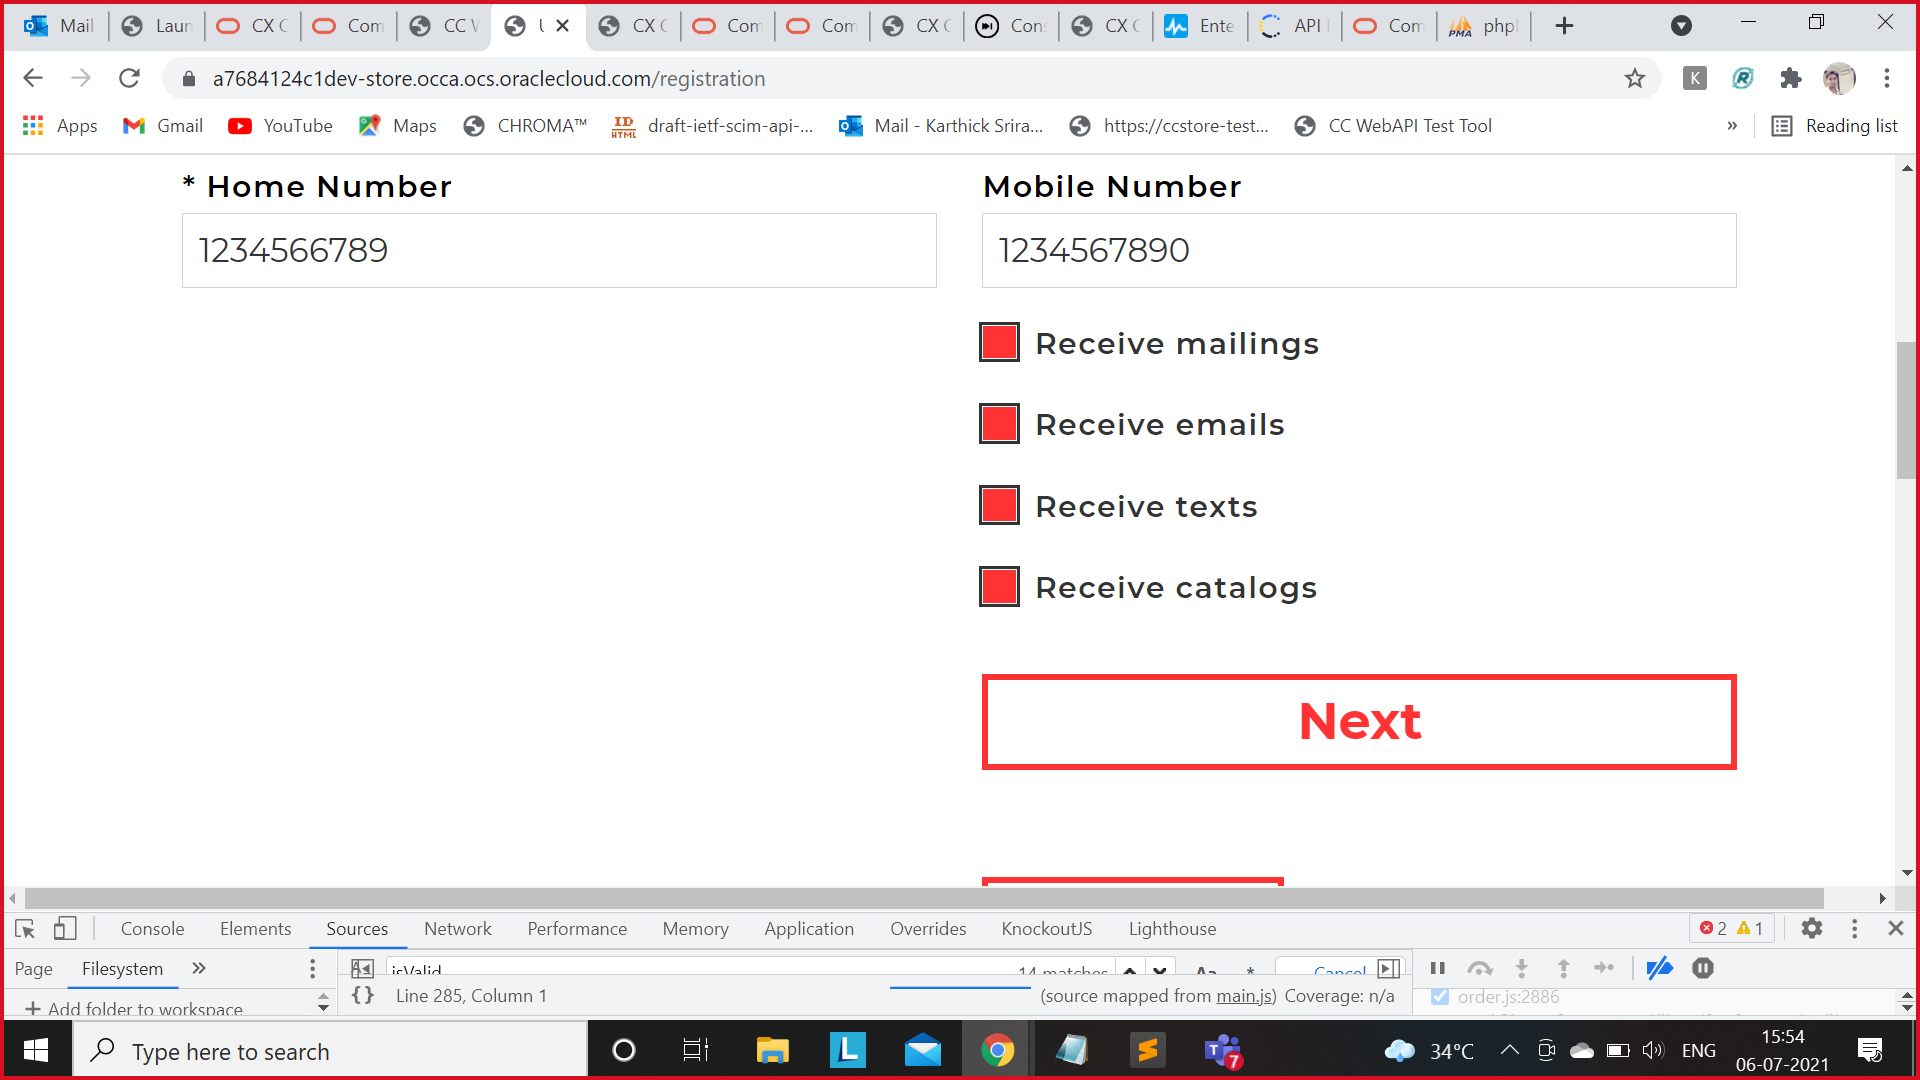 Mail Laun CX C Com CC W U CX C Com Com CX C Con CX C Ente API Com phpl
a7684124c1dev-store.occa.ocs.oraclecloud.com/registration K R
Apps Gmail YouTube Maps CHROMA™ ID HTML draft-ietf-scim-api-... Mail - Karthick Srira... https://ccstore-test... CC WebAPI Test Tool » Reading list
* Home Number Mobile Number
1234566789 1234567890
Receive mailings
Receive emails
Receive texts
Receive catalogs
Next
Console Elements Sources Network Performance Memory Application Overrides KnockoutJS Lighthouse 2 1
Page Filesystem » isValid 14 matches Aa .* Cancel
+ Add folder to workspace {} Line 285, Column 1 (source mapped from main.js) Coverage: n/a order.js:2886
Type here to search L 7 34°C ENG 15:54
06-07-2021